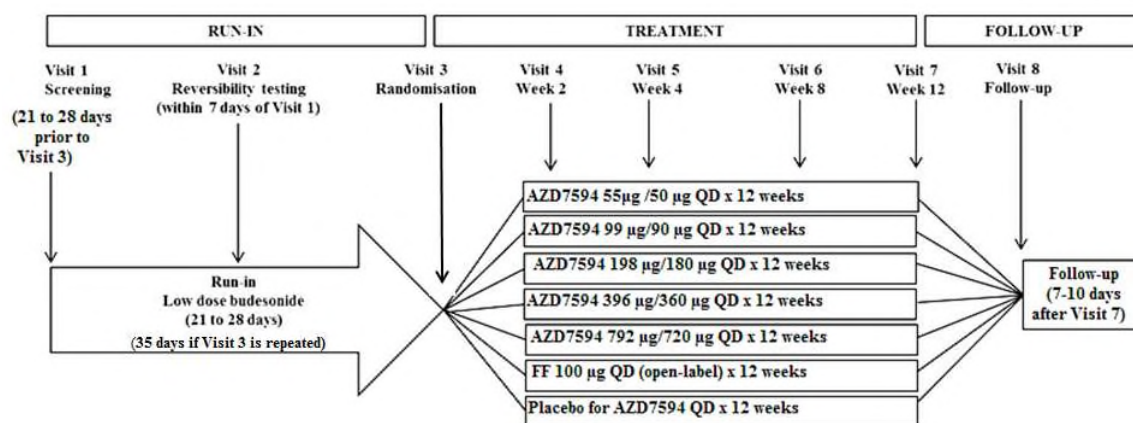 RUN-IN
TREATMENT
FOLLOW-UP
Visit 1
Screening
(21 to 28 days
prior to
Visit 3)
Visit 2
Reversibility testing
(within 7 days of Visit 1)
Visit 3
Randomisation
Visit 4
Week 2
Visit 5
Week 4
Visit 6
Week 8
Visit 7
Week 12
Visit 8
Follow-up
Run-in
Low dose budesonide
(21 to 28 days)
(35 days if Visit 3 is repeated)
AZD7594 55µg /50 µg QD x 12 weeks
AZD7594 99 µg/90 µg QD x 12 weeks
AZD7594 198 µg/180 µg QD x 12 weeks
AZD7594 396 µg/360 µg QD x 12 weeks
AZD7594 792 µg/720 µg QD x 12 weeks
FF 100 µg QD (open-label) x 12 weeks
Placebo for AZD7594 QD x 12 weeks
Follow-up
(7-10 days
after Visit 7)